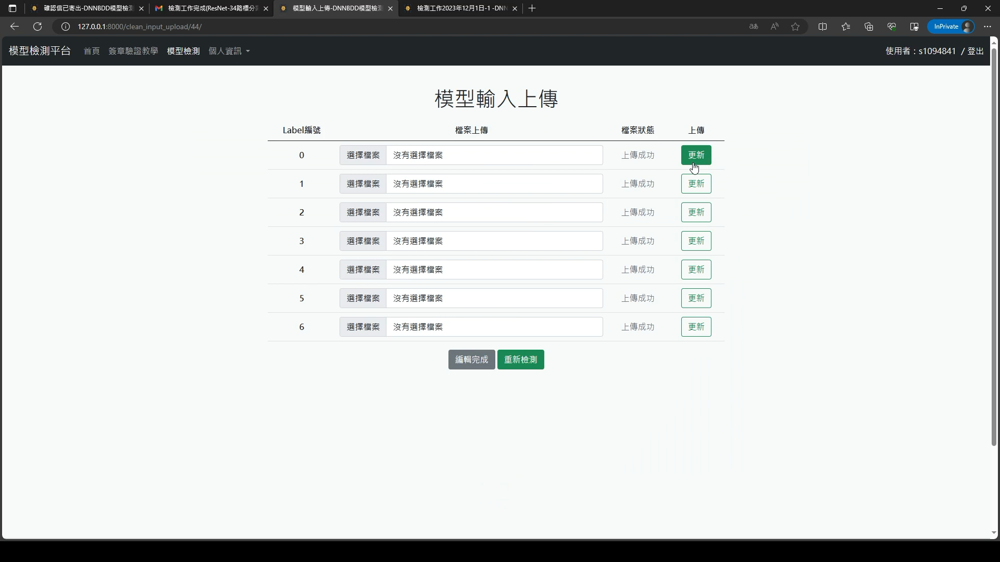 確認信已寄出-DNNBDD模型檢測
檢測工作完成(ResNet-34路標分類
模型輸入上傳-DNNBDD模型檢測
檢測工作2023年12月1日-1 -DNN
127.0.0.1:8000/clean_input_upload/44/
aあ
InPrivate
模型檢測平台 首頁 簽章驗證教學 模型檢測 個人資訊
使用者：s1094841 / 登出
模型輸入上傳
Label編號 檔案上傳 檔案狀態 上傳
0 選擇檔案 沒有選擇檔案 上傳成功 更新
1 選擇檔案 沒有選擇檔案 上傳成功 更新
2 選擇檔案 沒有選擇檔案 上傳成功 更新
3 選擇檔案 沒有選擇檔案 上傳成功 更新
4 選擇檔案 沒有選擇檔案 上傳成功 更新
5 選擇檔案 沒有選擇檔案 上傳成功 更新
6 選擇檔案 沒有選擇檔案 上傳成功 更新
編輯完成 重新檢測